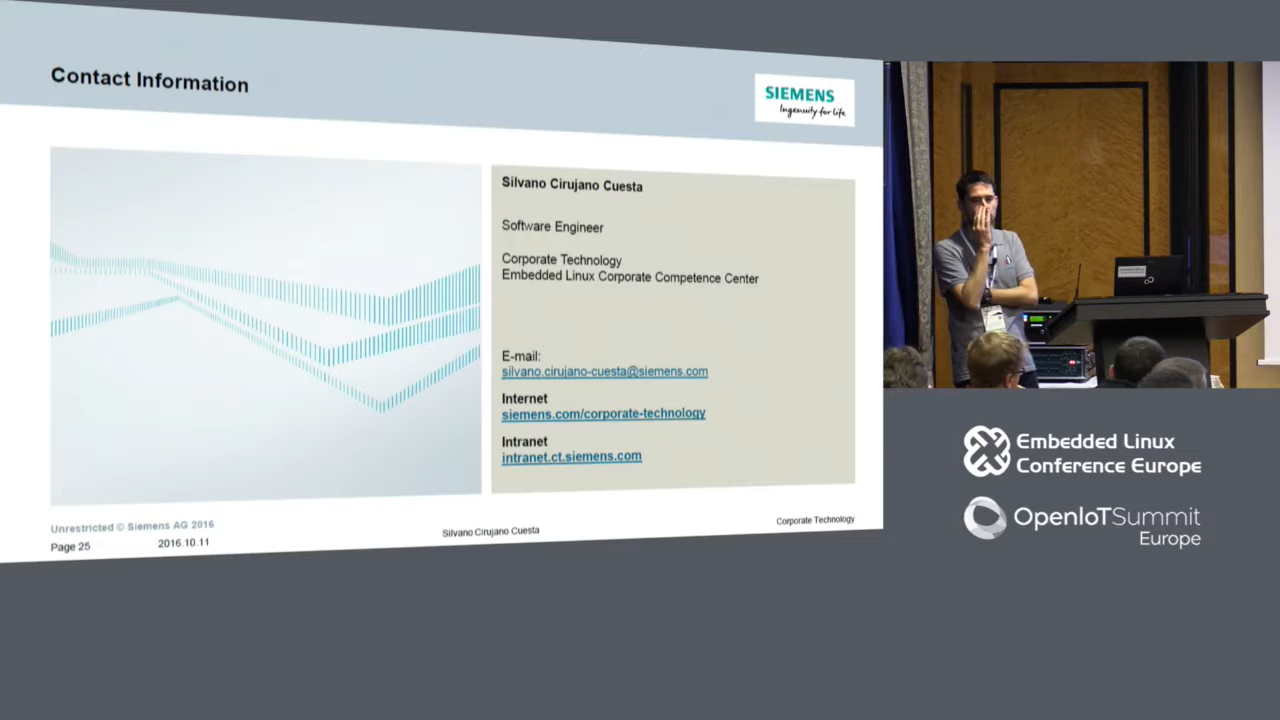 Contact Information
SIEMENS
Ingenuity for life
Silvano Cirujano Cuesta
Software Engineer
Corporate Technology
Embedded Linux Corporate Competence Center
E-mail:
silvano.cirujano-cuesta@siemens.com
Internet
siemens.com/corporate-technology
Intranet
intranet.ct.siemens.com
Unrestricted © Siemens AG 2016
Page 25
2016.10.11
Silvano Cirujano Cuesta
Corporate Technology
Embedded Linux
Conference Europe
OpenIoTSummit
Europe